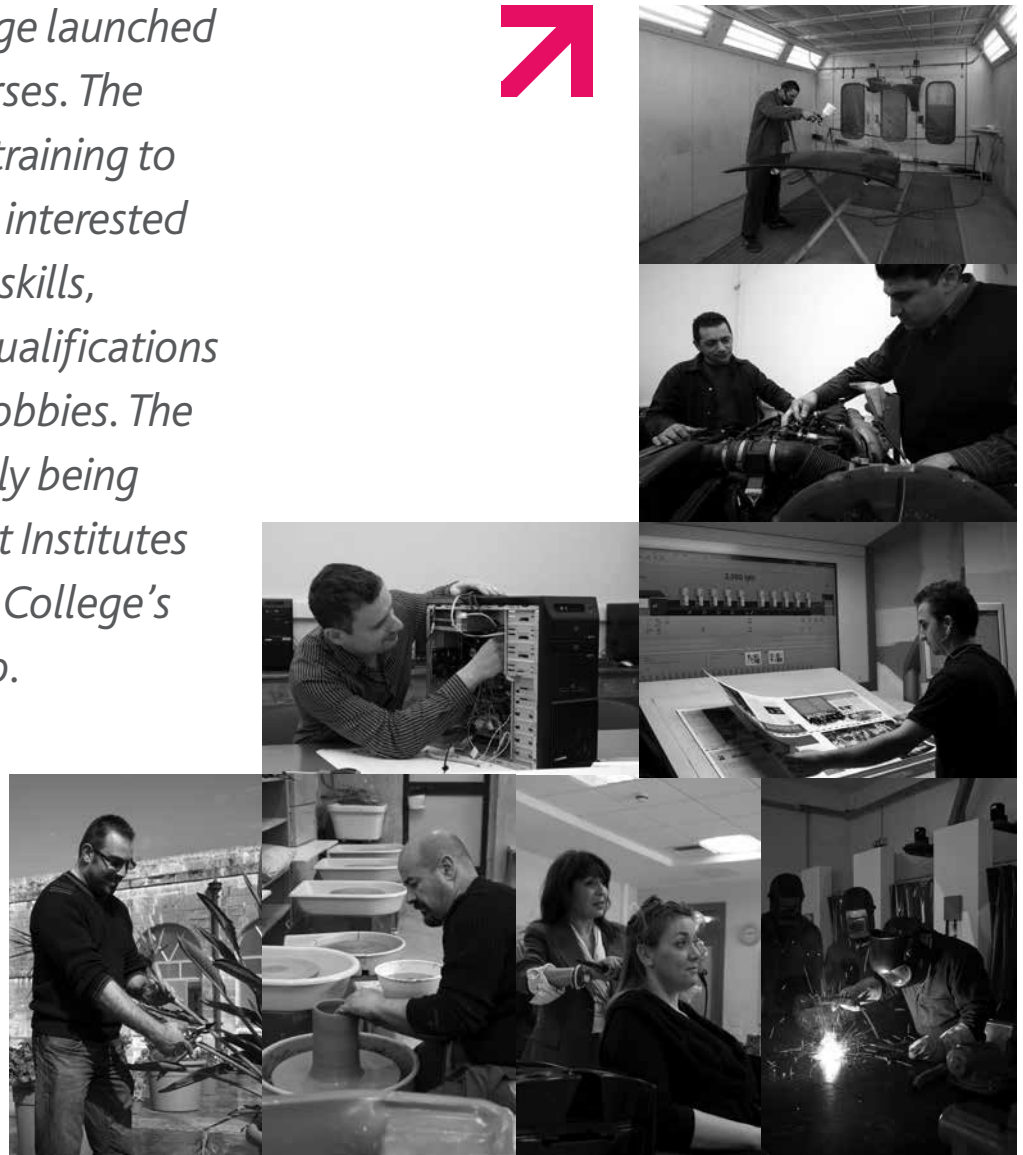 ge launched
rses. The
training to
interested
skills,
ualifications
obbies. The
ly being
t Institutes
College's
o.